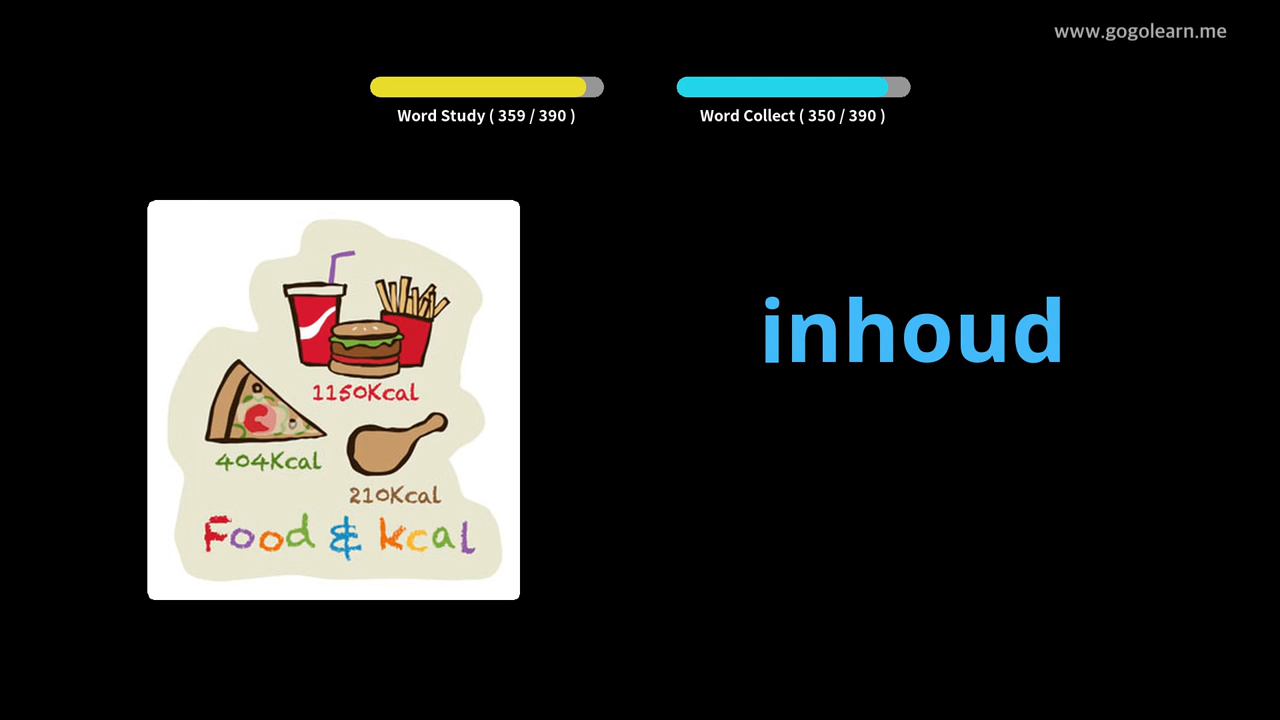 www.gogolearn.me
Word Study ( 359 / 390 )
Word Collect ( 350 / 390 )
inhoud
1150Kcal
404Kcal
210Kcal
Food & kcal